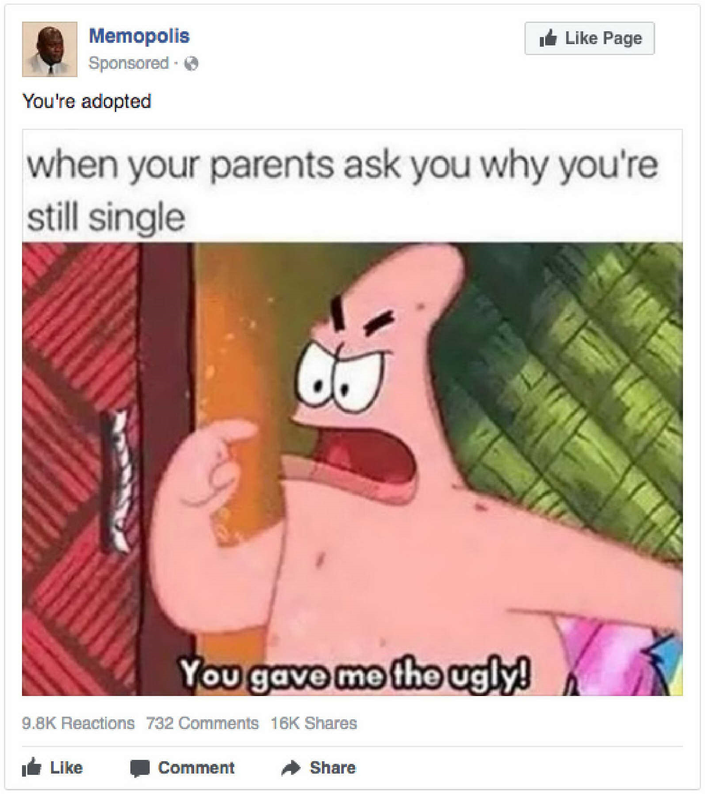 Memopolis
Like Page
Sponsored ·
You're adopted
when your parents ask you why you're
still single
You gave me the ugly!
9.8K Reactions 732 Comments 16K Shares
Like Comment Share